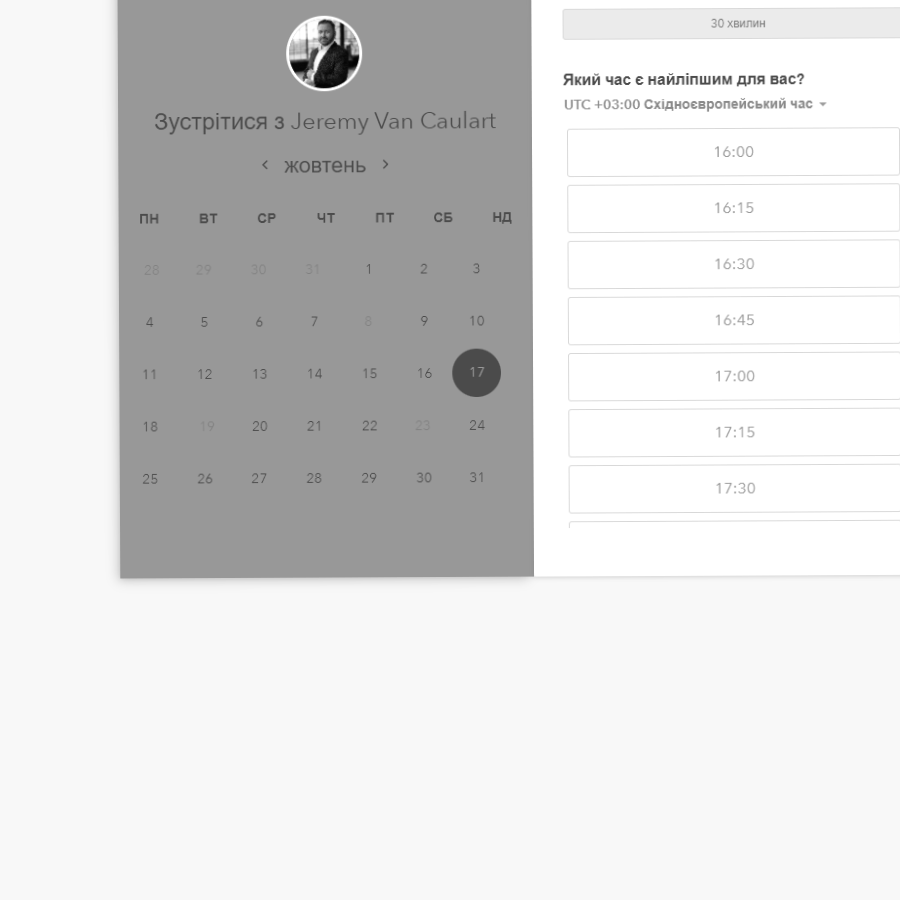 Зустрітися з Jeremy Van Caulart
‹ жовтень ›
ПН ВТ СР ЧТ ПТ СБ НД
28 29 30 31 1 2 3
4 5 6 7 8 9 10
11 12 13 14 15 16 17
18 19 20 21 22 23 24
25 26 27 28 29 30 31
30 хвилин
Який час є найліпшим для вас?
UTC +03:00 Східноєвропейський час
16:00
16:15
16:30
16:45
17:00
17:15
17:30